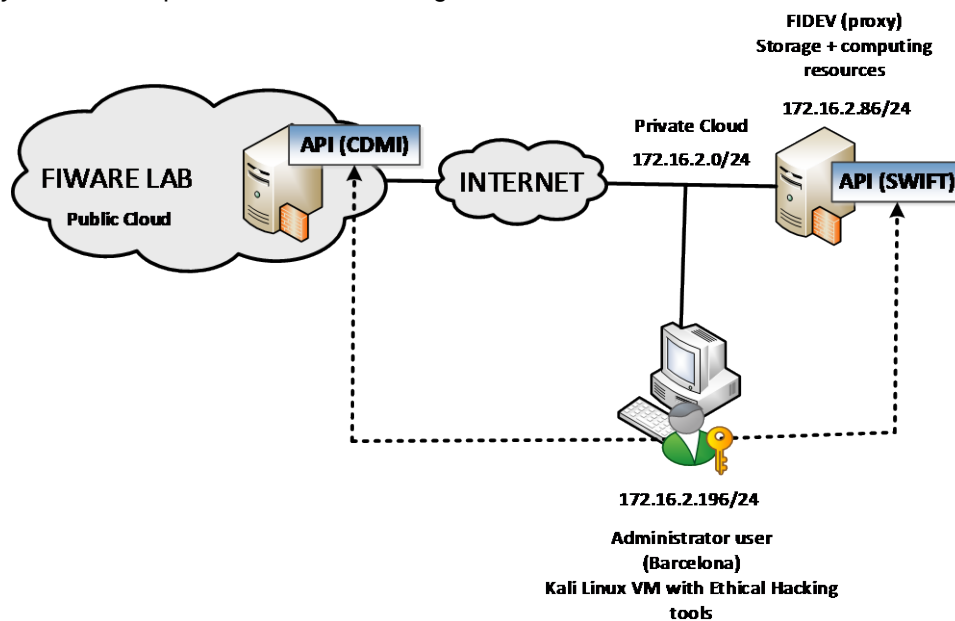 FIDEV (proxy)
Storage + computing
resources
172.16.2.86/24
Private Cloud
172.16.2.0/24
API (CDMI)
API (SWIFT)
FIWARE LAB
Public Cloud
INTERNET
172.16.2.196/24
Administrator user
(Barcelona)
Kali Linux VM with Ethical Hacking
tools